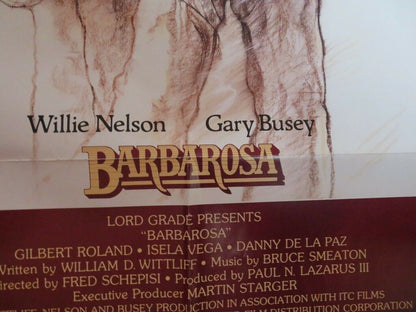 Willie Nelson Gary Busey
BARBAROSA
LORD GRADE PRESENTS
"BARBAROSA"
GILBERT ROLAND • ISELA VEGA • DANNY DE LA PAZ
Written by WILLIAM D. WITTLIFF • Music by BRUCE SMEATON
irected by FRED SCHEPISI • Produced by PAUL N. LAZARUS III
Executive Producer MARTIN STARGER
NELSON AND BUSEY PRODUCTION IN ASSOCIATION WITH ITC FILMS
FILM DISTRIBUTION CORPORATION